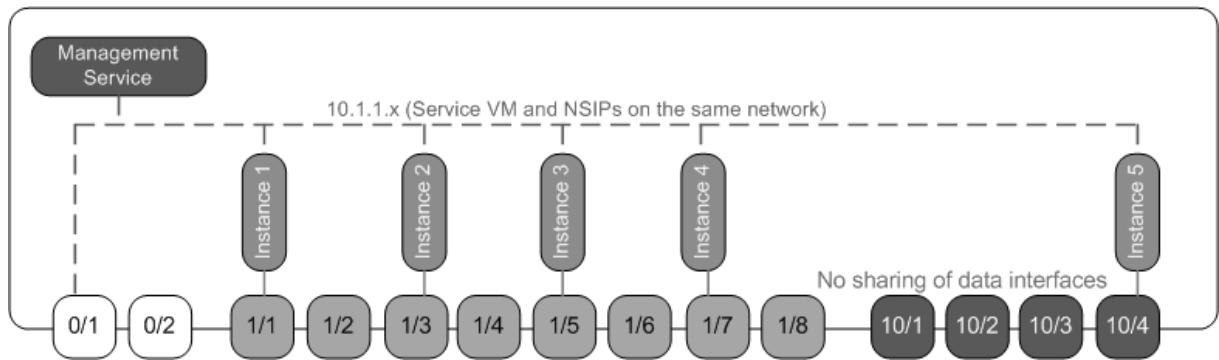 Management
Service
10.1.1.x (Service VM and NSIPs on the same network)
Instance 1
Instance 2
Instance 3
Instance 4
Instance 5
No sharing of data interfaces
0/1
0/2
1/1
1/2
1/3
1/4
1/5
1/6
1/7
1/8
10/1
10/2
10/3
10/4